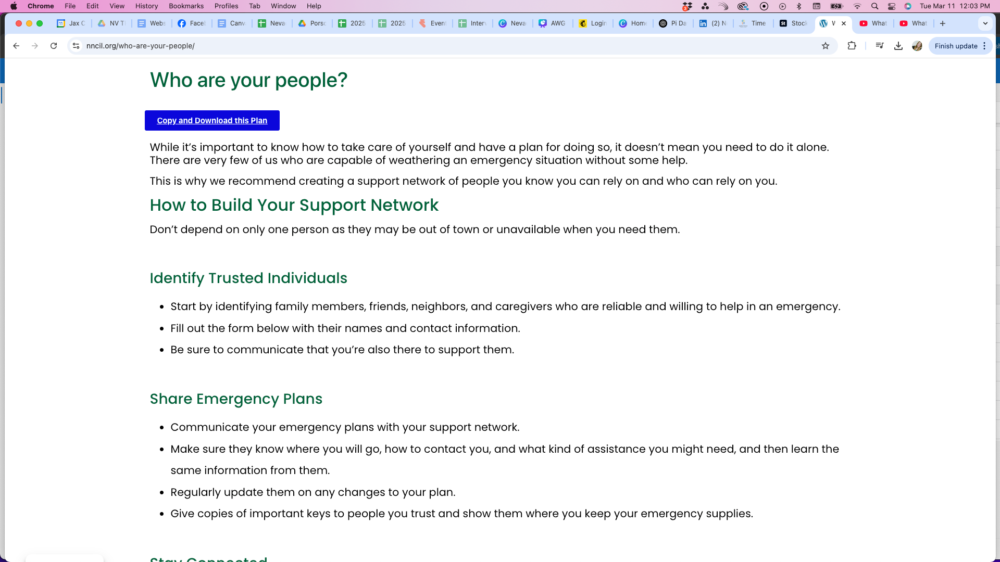 Chrome File Edit View History Bookmarks Profiles Tab Window Help 3 Tue Mar 11 12:03 PM
11 Jax C NV T Webs Face Canv Neva Porsc 2025 2025 Event Interv Neva AWG Login Home Pi Da in (2) N Time St Stock W What What
nncil.org/who-are-your-people/ Finish update
Who are your people?
Copy and Download this Plan
While it’s important to know how to take care of yourself and have a plan for doing so, it doesn’t mean you need to do it alone.
There are very few of us who are capable of weathering an emergency situation without some help.
This is why we recommend creating a support network of people you know you can rely on and who can rely on you.
How to Build Your Support Network
Don’t depend on only one person as they may be out of town or unavailable when you need them.
Identify Trusted Individuals
• Start by identifying family members, friends, neighbors, and caregivers who are reliable and willing to help in an emergency.
• Fill out the form below with their names and contact information.
• Be sure to communicate that you’re also there to support them.
Share Emergency Plans
• Communicate your emergency plans with your support network.
• Make sure they know where you will go, how to contact you, and what kind of assistance you might need, and then learn the
same information from them.
• Regularly update them on any changes to your plan.
• Give copies of important keys to people you trust and show them where you keep your emergency supplies.
Stay Connected